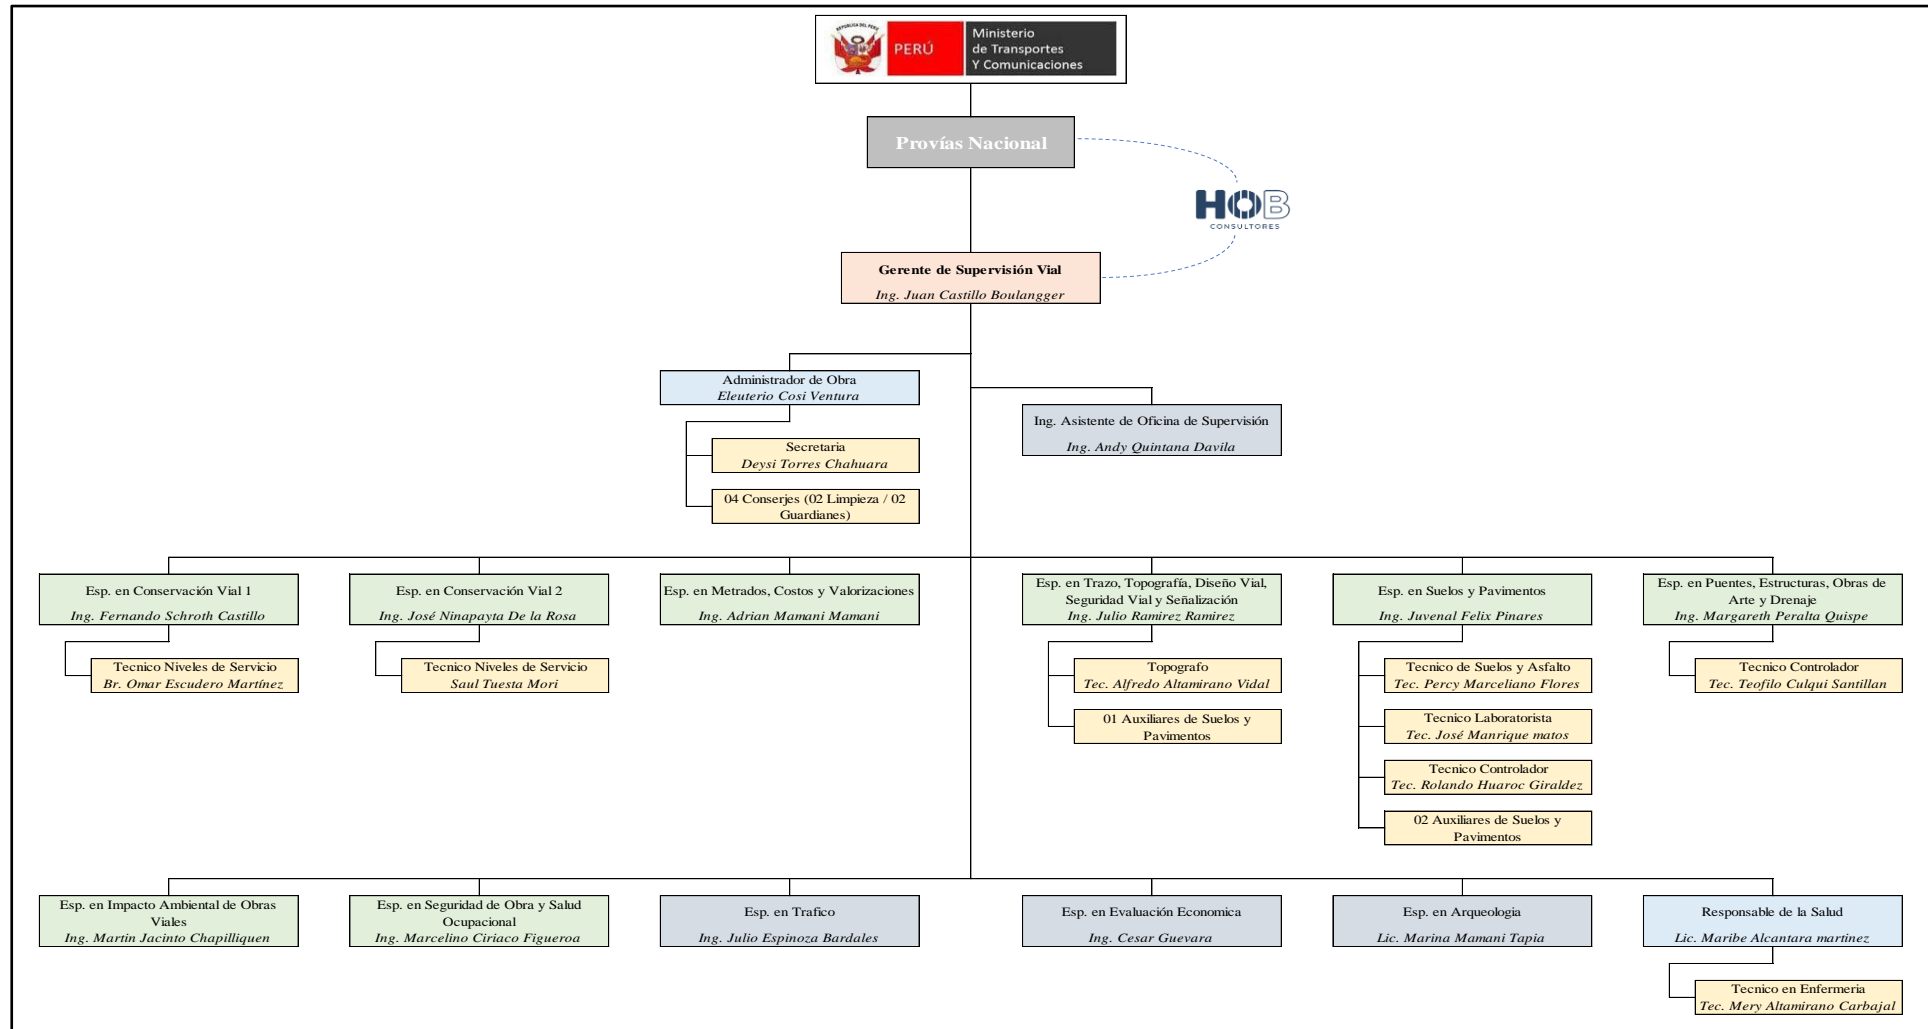 REPÚBLICA DEL PERÚ
PERÚ
Ministerio
de Transportes
Y Comunicaciones
Provías Nacional
HOB
CONSULTORES
Gerente de Supervisión Vial
Ing. Juan Castillo Boulangger
Administrador de Obra
Eleuterio Cosi Ventura
Ing. Asistente de Oficina de Supervisión
Ing. Andy Quintana Davila
Secretaria
Deysi Torres Chahuara
04 Conserjes (02 Limpieza / 02
Guardianes)
Esp. en Conservación Vial 1
Ing. Fernando Schroth Castillo
Esp. en Conservación Vial 2
Ing. José Ninapayta De la Rosa
Esp. en Metrados, Costos y Valorizaciones
Ing. Adrian Mamani Mamani
Esp. en Trazo, Topografía, Diseño Vial,
Seguridad Vial y Señalización
Ing. Julio Ramirez Ramirez
Esp. en Suelos y Pavimentos
Ing. Juvenal Felix Pinares
Esp. en Puentes, Estructuras, Obras de
Arte y Drenaje
Ing. Margareth Peralta Quispe
Tecnico Niveles de Servicio
Br. Omar Escudero Martínez
Tecnico Niveles de Servicio
Saul Tuesta Mori
Topografo
Tec. Alfredo Altamirano Vidal
01 Auxiliares de Suelos y
Pavimentos
Tecnico de Suelos y Asfalto
Tec. Percy Marceliano Flores
Tecnico Laboratorista
Tec. José Manrique matos
Tecnico Controlador
Tec. Rolando Huaroc Giraldez
02 Auxiliares de Suelos y
Pavimentos
Tecnico Controlador
Tec. Teofilo Culqui Santillan
Esp. en Impacto Ambiental de Obras
Viales
Ing. Martin Jacinto Chapilliquen
Esp. en Seguridad de Obra y Salud
Ocupacional
Ing. Marcelino Ciriaco Figueroa
Esp. en Trafico
Ing. Julio Espinoza Bardales
Esp. en Evaluación Economica
Ing. Cesar Guevara
Esp. en Arqueologia
Lic. Marina Mamani Tapia
Responsable de la Salud
Lic. Maribe Alcantara martinez
Tecnico en Enfermeria
Tec. Mery Altamirano Carbajal